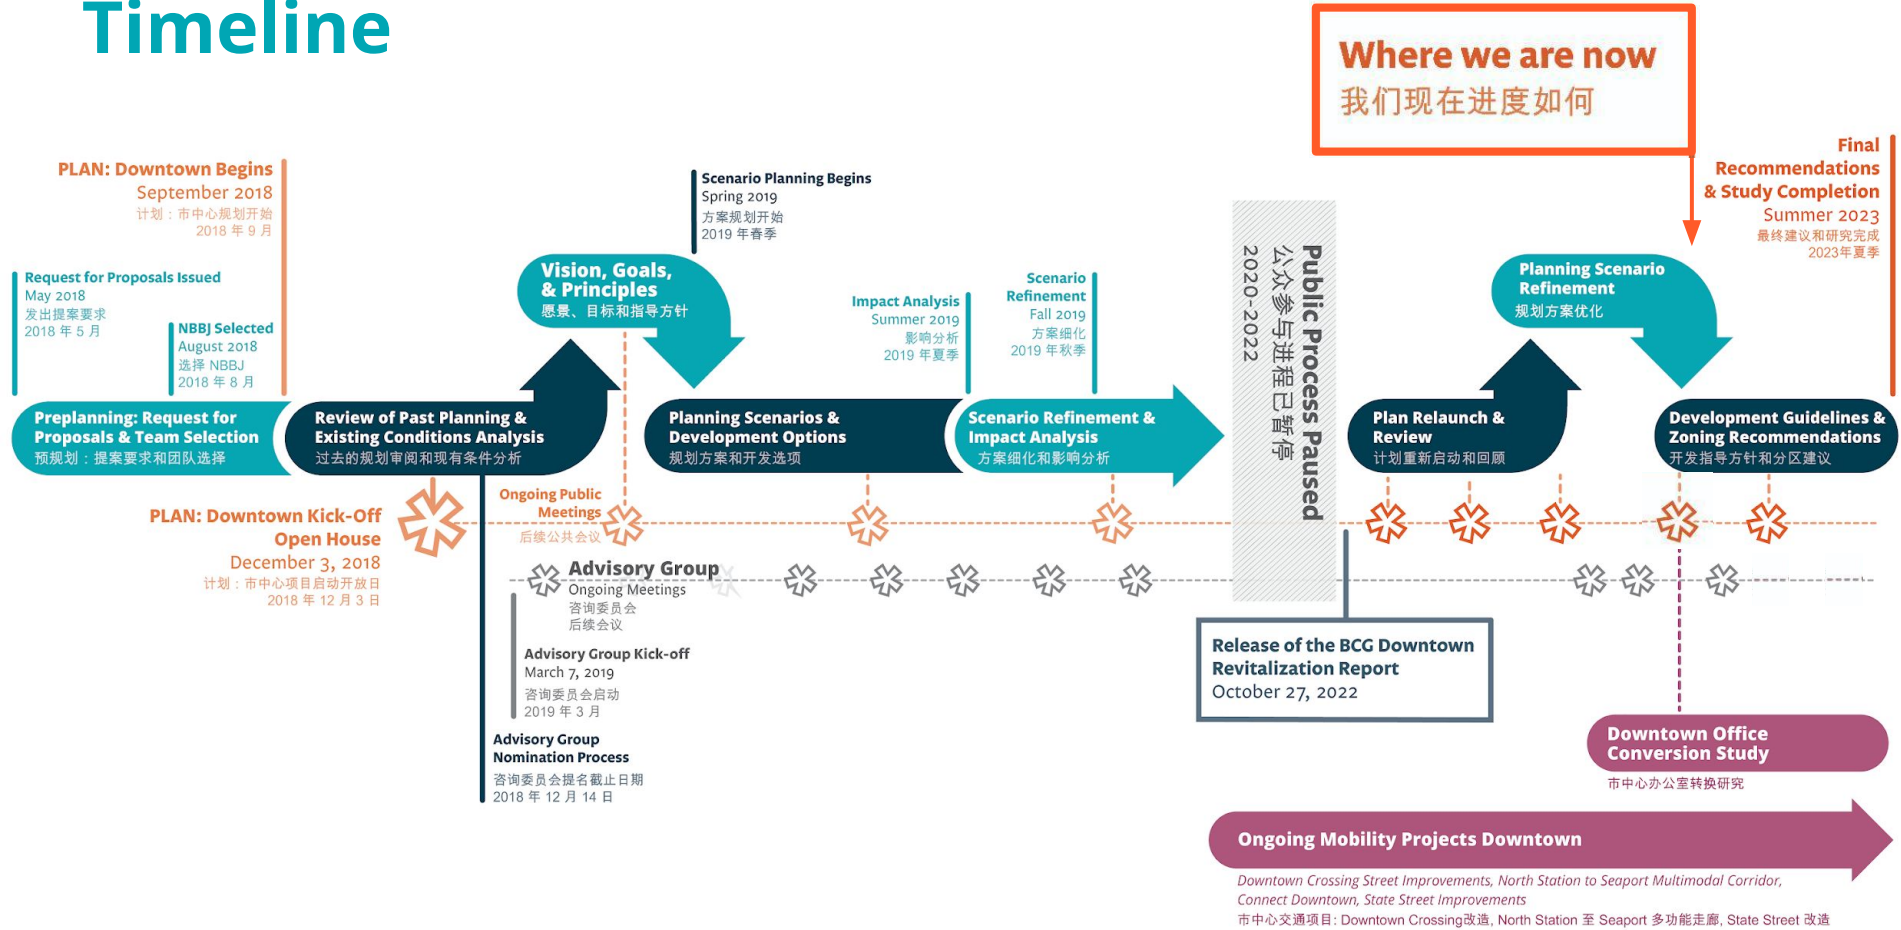 Timeline
Where we are now
我们现在进度如何
PLAN: Downtown Begins
September 2018
计划：市中心规划开始
2018 年 9 月
Request for Proposals Issued
May 2018
发出提案要求
2018 年 5 月
NBBJ Selected
August 2018
选择 NBBJ
2018 年 8 月
Scenario Planning Begins
Spring 2019
方案规划开始
2019 年春季
Vision, Goals,
& Principles
愿景、目标和指导方针
Impact Analysis
Summer 2019
影响分析
2019 年夏季
Scenario
Refinement
Fall 2019
方案细化
2019 年秋季
Public Process Paused
公众参与进程已暂停
2020-2022
Planning Scenario
Refinement
规划方案优化
Final
Recommendations
& Study Completion
Summer 2023
最终建议和研究完成
2023年夏季
Preplanning: Request for
Proposals & Team Selection
预规划：提案要求和团队选择
Review of Past Planning &
Existing Conditions Analysis
过去的规划审阅和现有条件分析
Planning Scenarios &
Development Options
规划方案和开发选项
Scenario Refinement &
Impact Analysis
方案细化和影响分析
Plan Relaunch &
Review
计划重新启动和回顾
Development Guidelines &
Zoning Recommendations
开发指导方针和分区建议
PLAN: Downtown Kick-Off
Open House
December 3, 2018
计划：市中心项目启动开放日
2018 年 12 月 3 日
Ongoing Public
Meetings
后续公共会议
Advisory Group
Ongoing Meetings
咨询委员会
后续会议
Advisory Group Kick-off
March 7, 2019
咨询委员会启动
2019 年 3 月
Advisory Group
Nomination Process
咨询委员会提名截止日期
2018 年 12 月 14 日
Release of the BCG Downtown
Revitalization Report
October 27, 2022
Downtown Office
Conversion Study
市中心办公室转换研究
Ongoing Mobility Projects Downtown
Downtown Crossing Street Improvements, North Station to Seaport Multimodal Corridor,
Connect Downtown, State Street Improvements
市中心交通项目: Downtown Crossing改造, North Station 至 Seaport 多功能走廊, State Street 改造